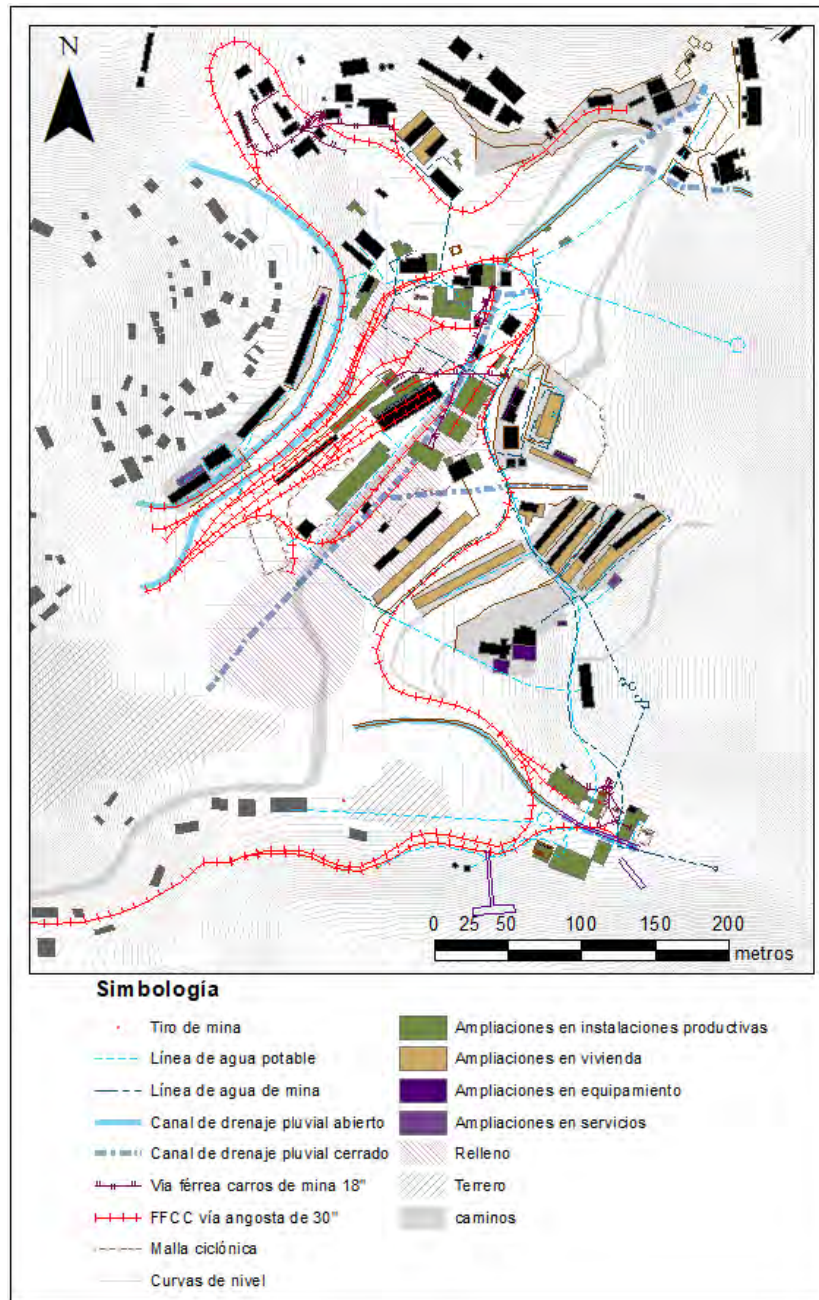 N
0 25 50 100 150 200
metros
Simbología
Tiro de mina
Línea de agua potable
Línea de agua de mina
Canal de drenaje pluvial abierto
Canal de drenaje pluvial cerrado
Via férrea carros de mina 18"
FFCC vía angosta de 30"
Malla ciclónica
Curvas de nivel
Ampliaciones en instalaciones productivas
Ampliaciones en vivienda
Ampliaciones en equipamiento
Ampliaciones en servicios
Relleno
Terrero
caminos